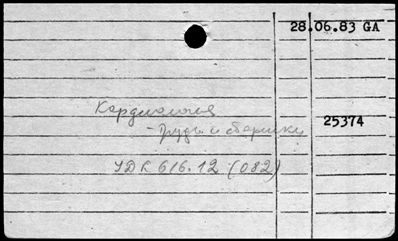 28.06.83 GA
Кардиология
- Труды и сборники
25374
УДК 616.12 (082)